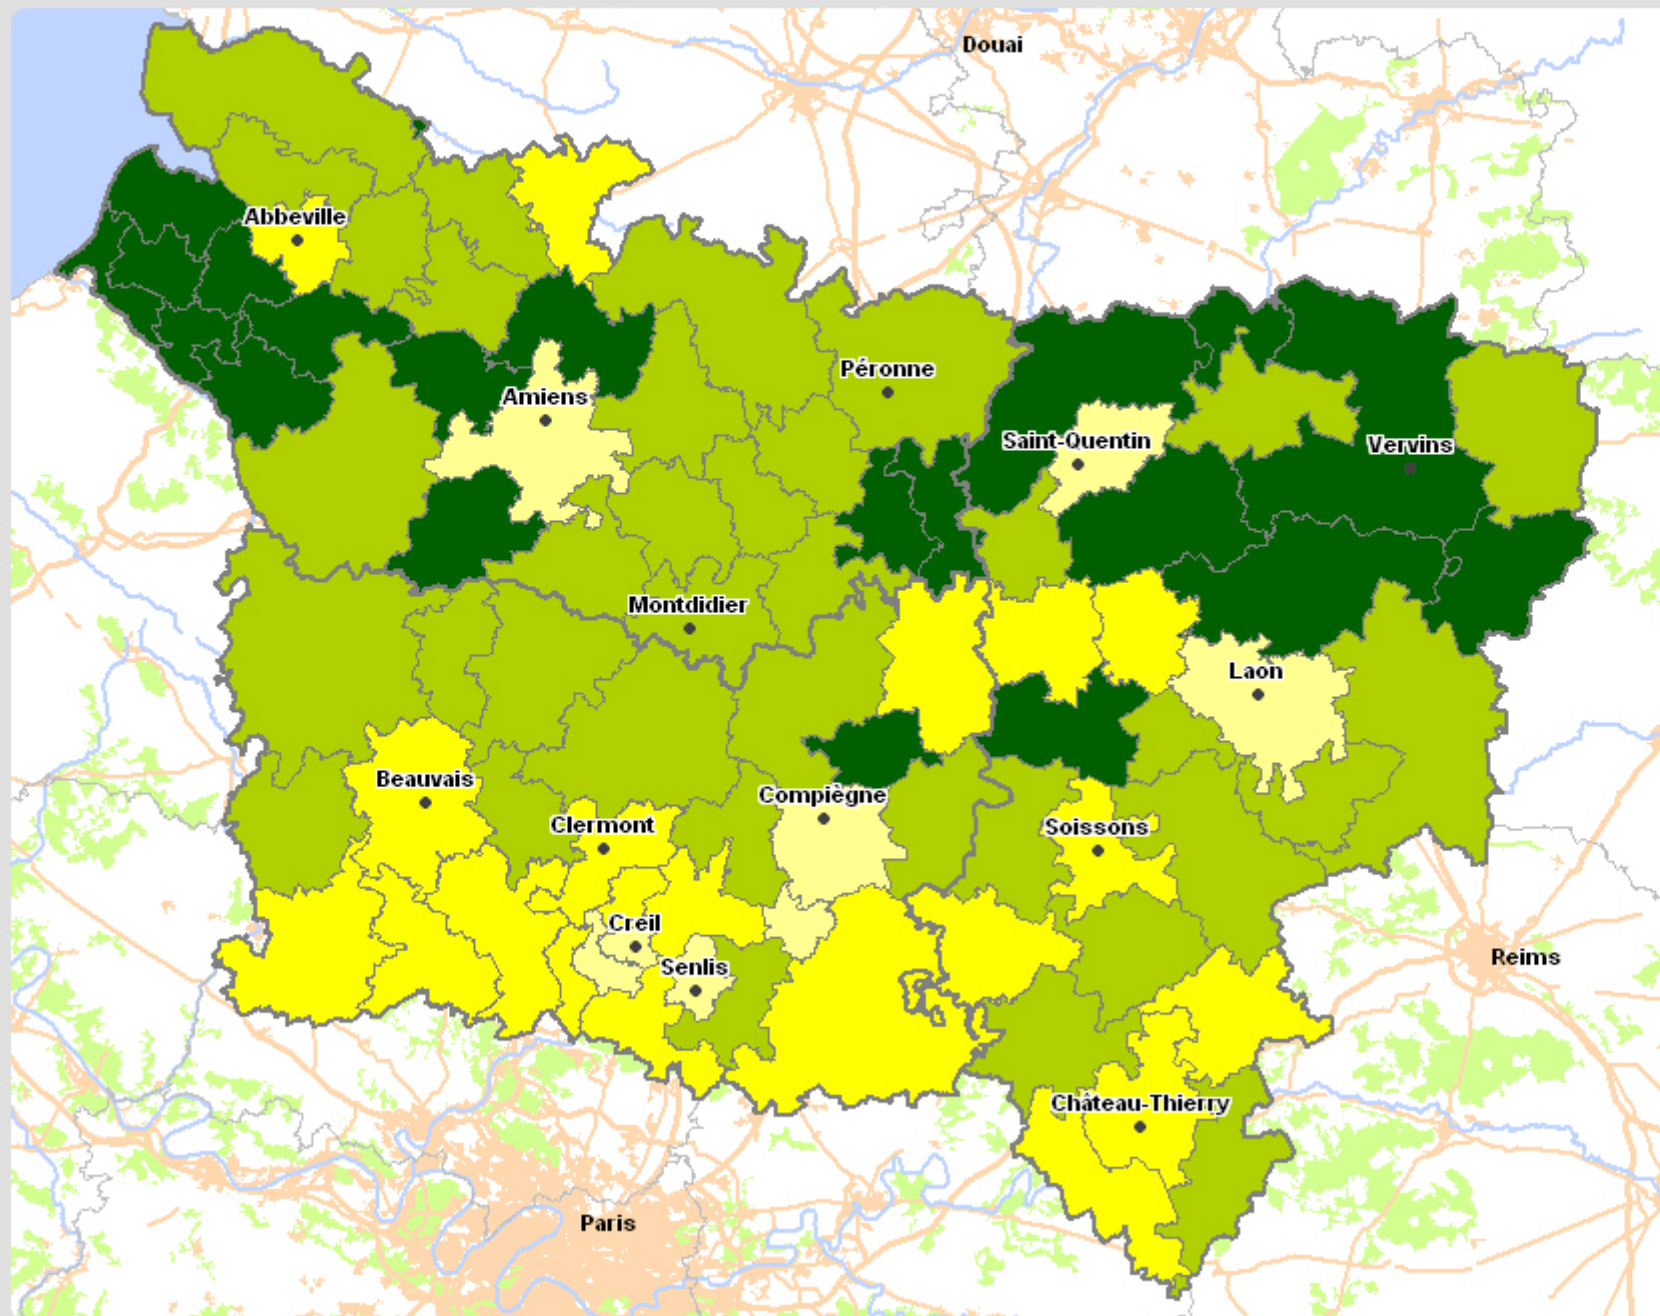 Douai
Abbeville
Péronne
Amiens
Saint-Quentin
Vervins
Montdidier
Laon
Beauvais
Compiègne
Clermont
Soissons
Creil
Senlis
Reims
Château-Thierry
Paris